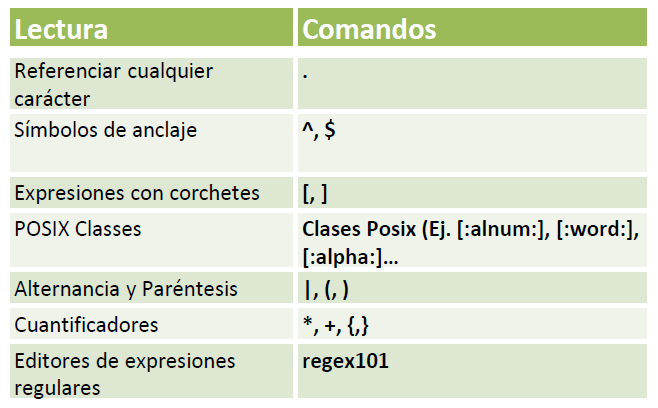 Lectura Comandos
Referenciar cualquier .
carácter
Símbolos de anclaje ^, $
Expresiones con corchetes [, ]
POSIX Classes Clases Posix (Ej. [:alnum:], [:word:],
[:alpha:]...
Alternancia y Paréntesis |, (, )
Cuantificadores *, +, {,}
Editores de expresiones regex101
regulares